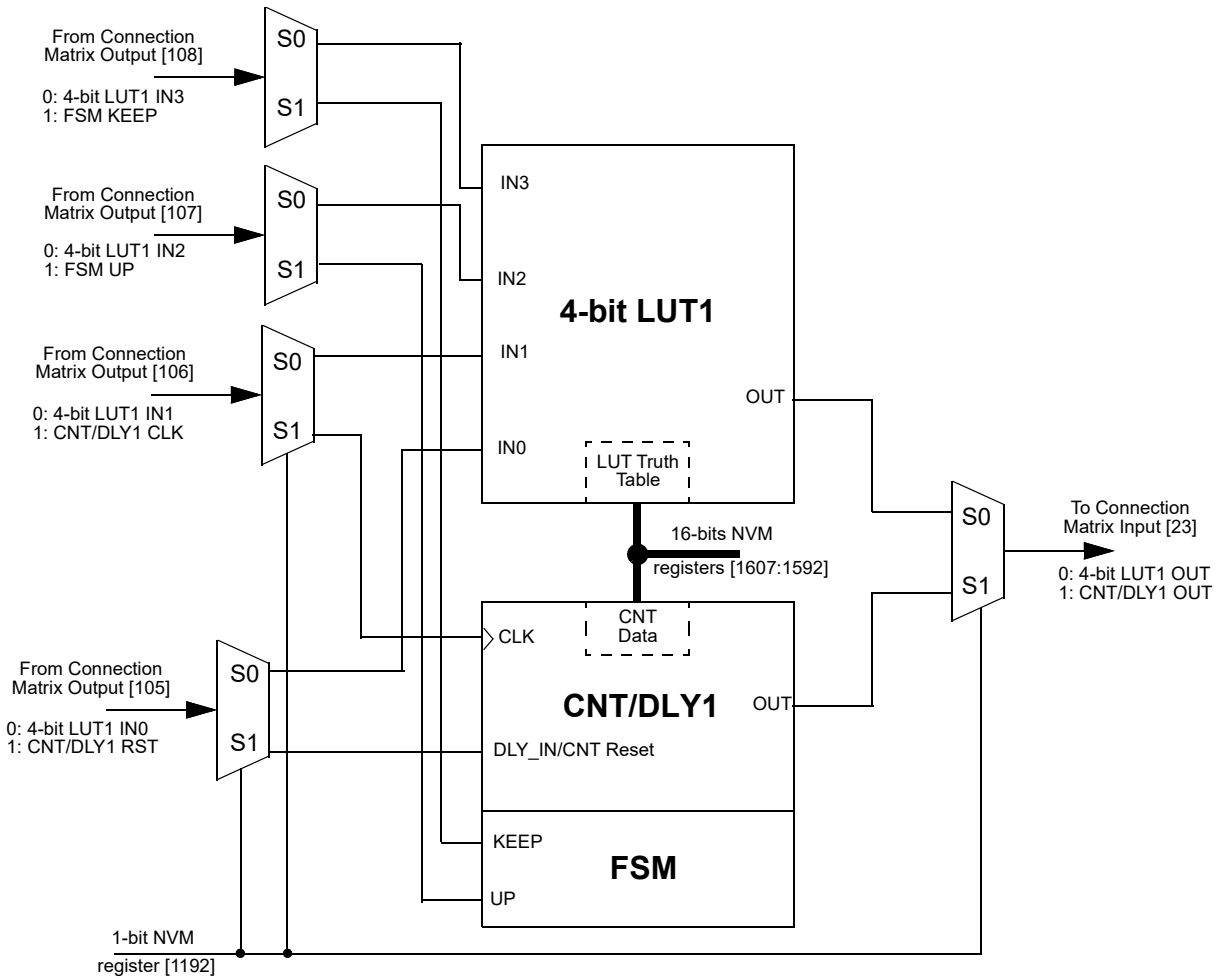 From Connection
Matrix Output [108]
0: 4-bit LUT1 IN3
1: FSM KEEP
S0
S1
From Connection
Matrix Output [107]
0: 4-bit LUT1 IN2
1: FSM UP
S0
S1
From Connection
Matrix Output [106]
0: 4-bit LUT1 IN1
1: CNT/DLY1 CLK
S0
S1
From Connection
Matrix Output [105]
0: 4-bit LUT1 IN0
1: CNT/DLY1 RST
S0
S1
IN3
IN2
IN1
IN0
4-bit LUT1
OUT
LUT Truth
Table
16-bits NVM
registers [1607:1592]
CNT
Data
CLK
CNT/DLY1
OUT
DLY_IN/CNT Reset
KEEP
FSM
UP
S0
S1
To Connection
Matrix Input [23]
0: 4-bit LUT1 OUT
1: CNT/DLY1 OUT
1-bit NVM
register [1192]